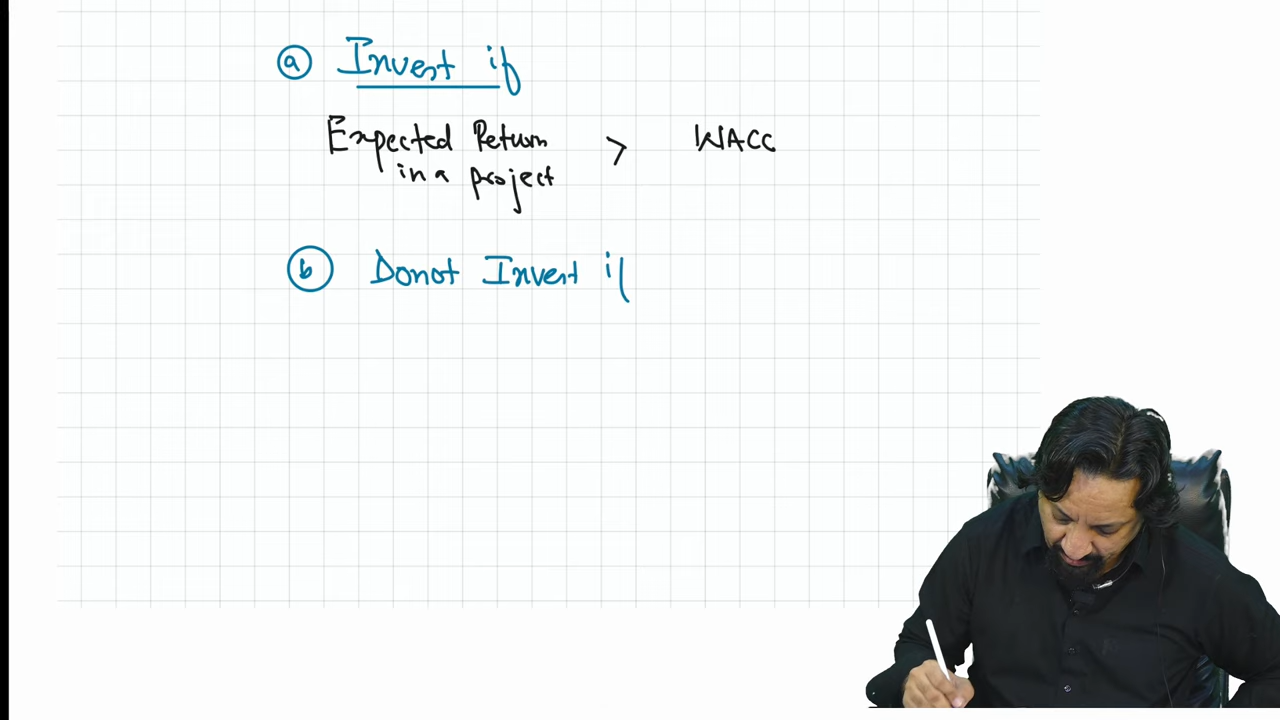 a Invest if
Expected Return > WACC
in a project
b Donot Invest if